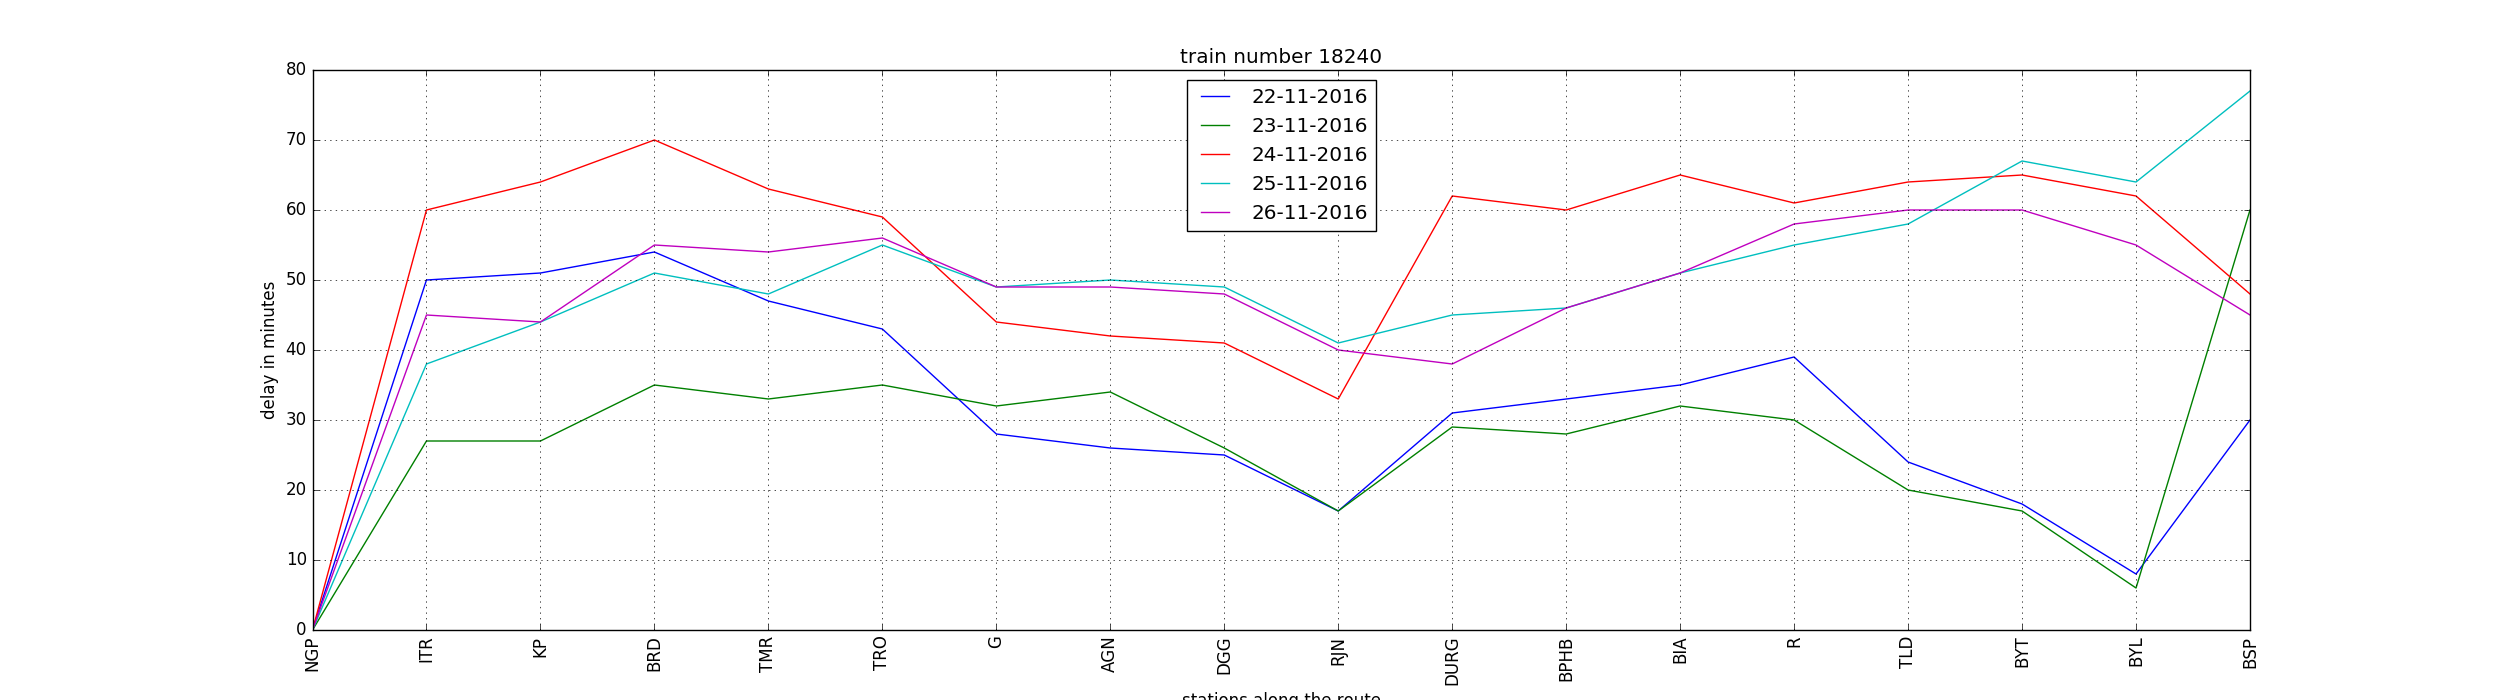 train number 18240
22-11-2016
23-11-2016
24-11-2016
25-11-2016
26-11-2016
80
70
60
50
40
30
20
10
0
delay in minutes
NGP
ITR
KP
BRD
TMR
TRO
G
AGN
DGG
RJN
DURG
BPHB
BIA
R
TLD
BYT
BYL
BSP
stations along the route